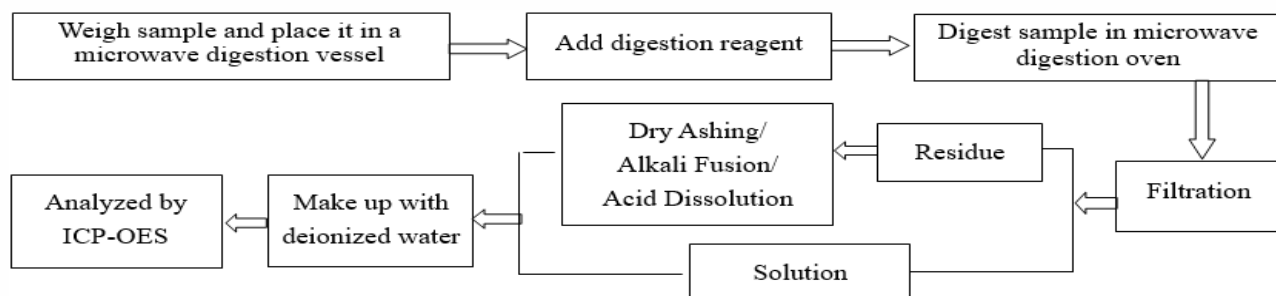 Weigh sample and place it in a
microwave digestion vessel
Add digestion reagent
Digest sample in microwave
digestion oven
Dry Ashing/
Alkali Fusion/
Acid Dissolution
Residue
Filtration
Analyzed by
ICP-OES
Make up with
deionized water
Solution